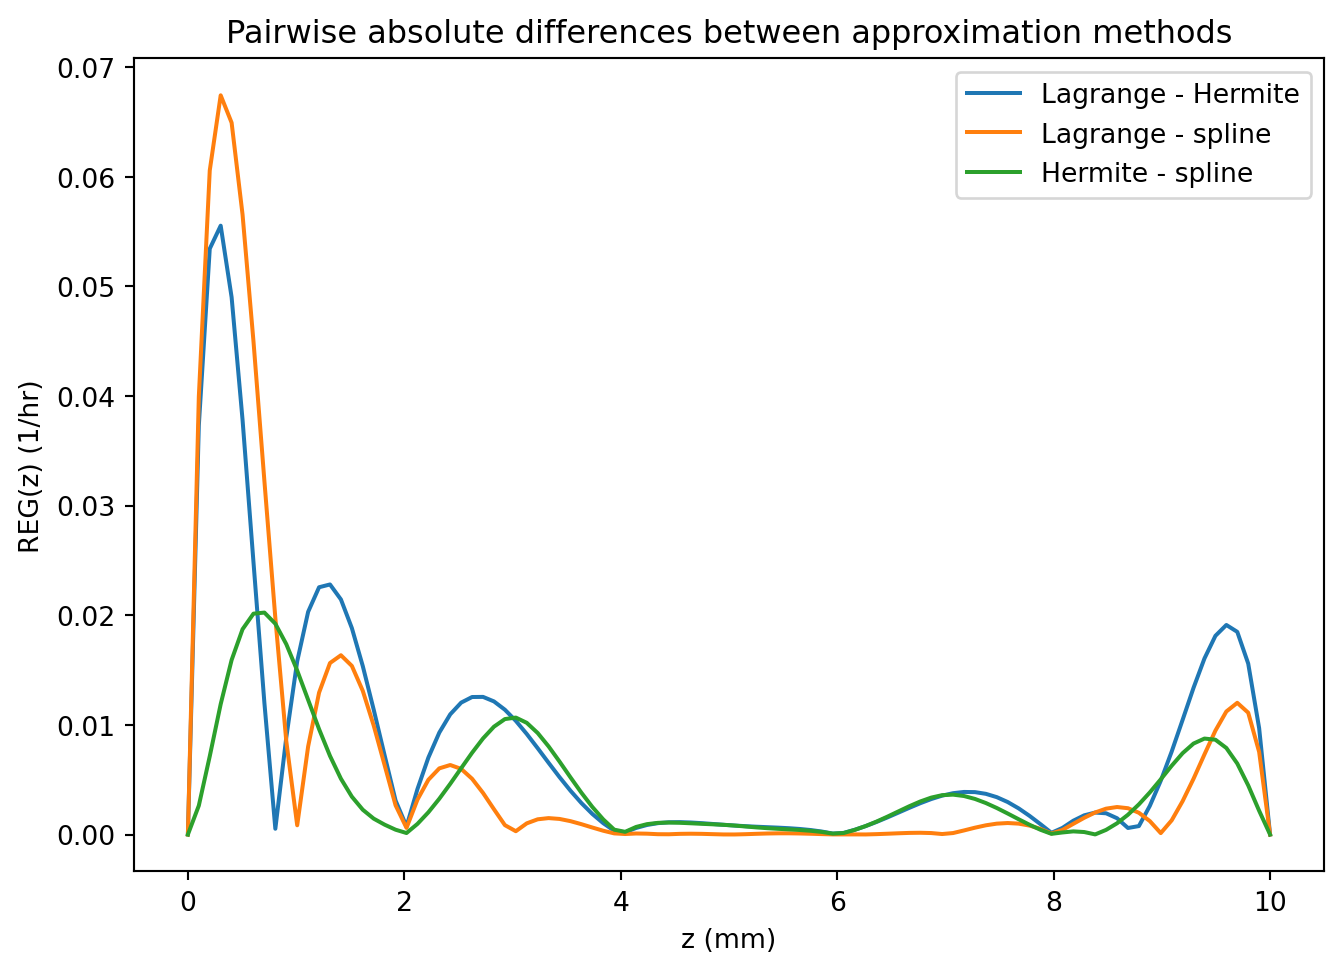 Pairwise absolute differences between approximation methods
0.07
0.06
0.05
0.04
0.03
0.02
0.01
0.00
REG(z) (1/hr)
Lagrange - Hermite
Lagrange - spline
Hermite - spline
0 2 4 6 8 10
z (mm)